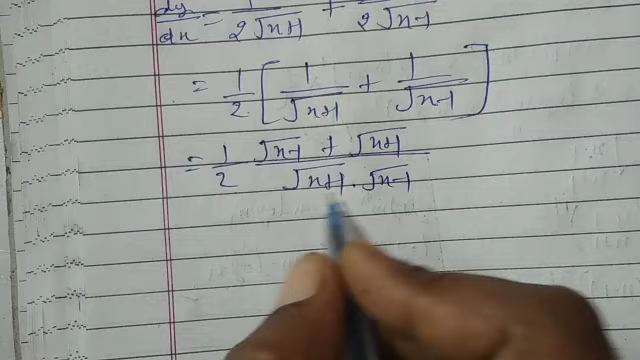 dy/dx = 1/2√x+1 + 1/2√x-1
= 1/2 [ 1/√x+1 + 1/√x-1 ]
= 1/2 √x-1 + √x+1 / √x+1 · √x-1